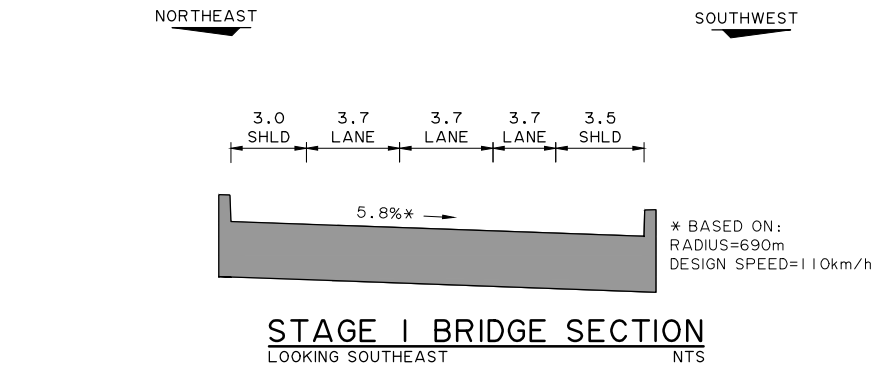 NORTHEAST
SOUTHWEST
3.0 3.7 3.7 3.7 3.5
SHLD LANE LANE LANE SHLD
5.8%*
* BASED ON:
RADIUS=690m
DESIGN SPEED=110km/h
STAGE 1 BRIDGE SECTION
LOOKING SOUTHEAST NTS